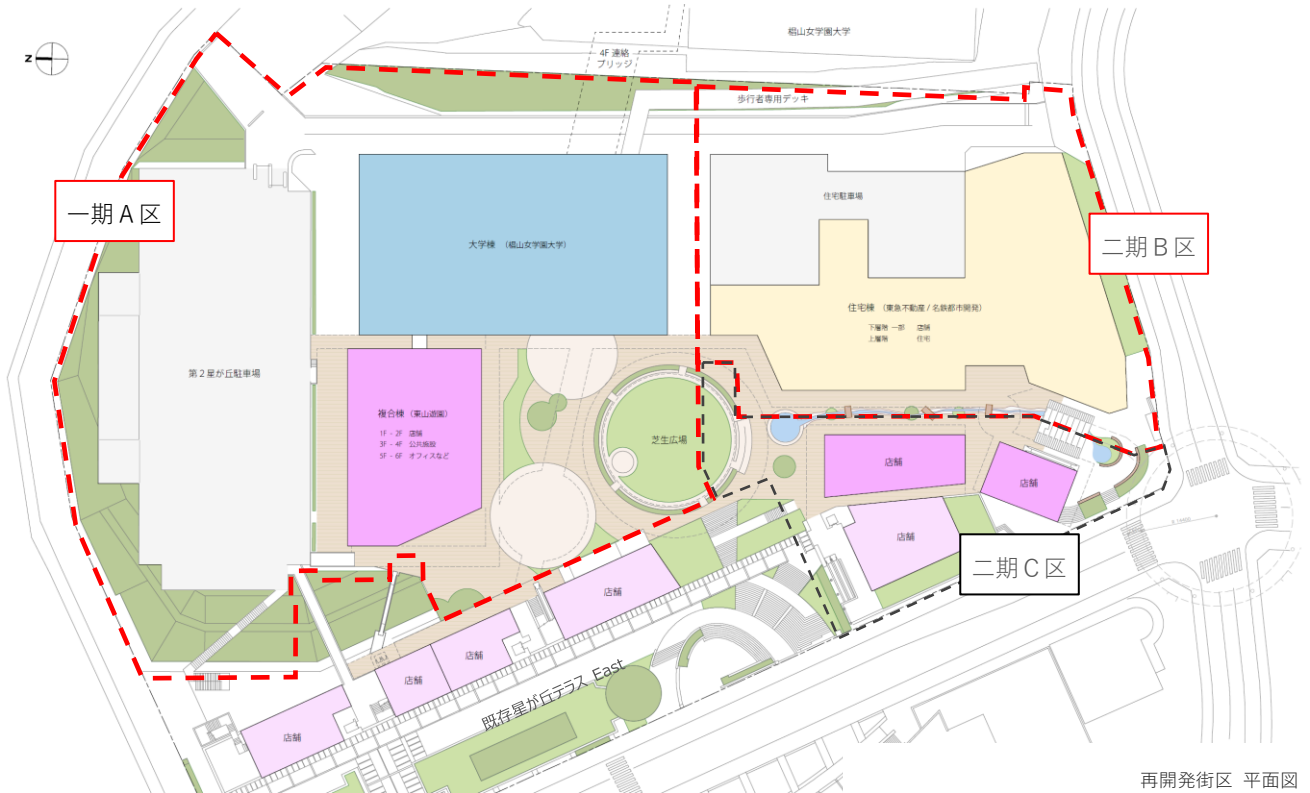 椙山女学園大学
Z
4F 連絡
ブリッジ
歩行者専用デッキ
一期A区
住宅駐車場
大学棟 (椙山女学園大学)
二期B区
住宅棟 (東急不動産 / 名鉄都市開発)
下層階 一部 店舗
上層階 住宅
第2星が丘駐車場
複合棟 (東山遊園)
1F - 2F 店舗
3F - 4F 公共施設
5F - 6F オフィスなど
芝生広場
店舗
店舗
店舗
二期C区
店舗
店舗
店舗
既存星が丘テラス East
店舗
再開発街区 平面図